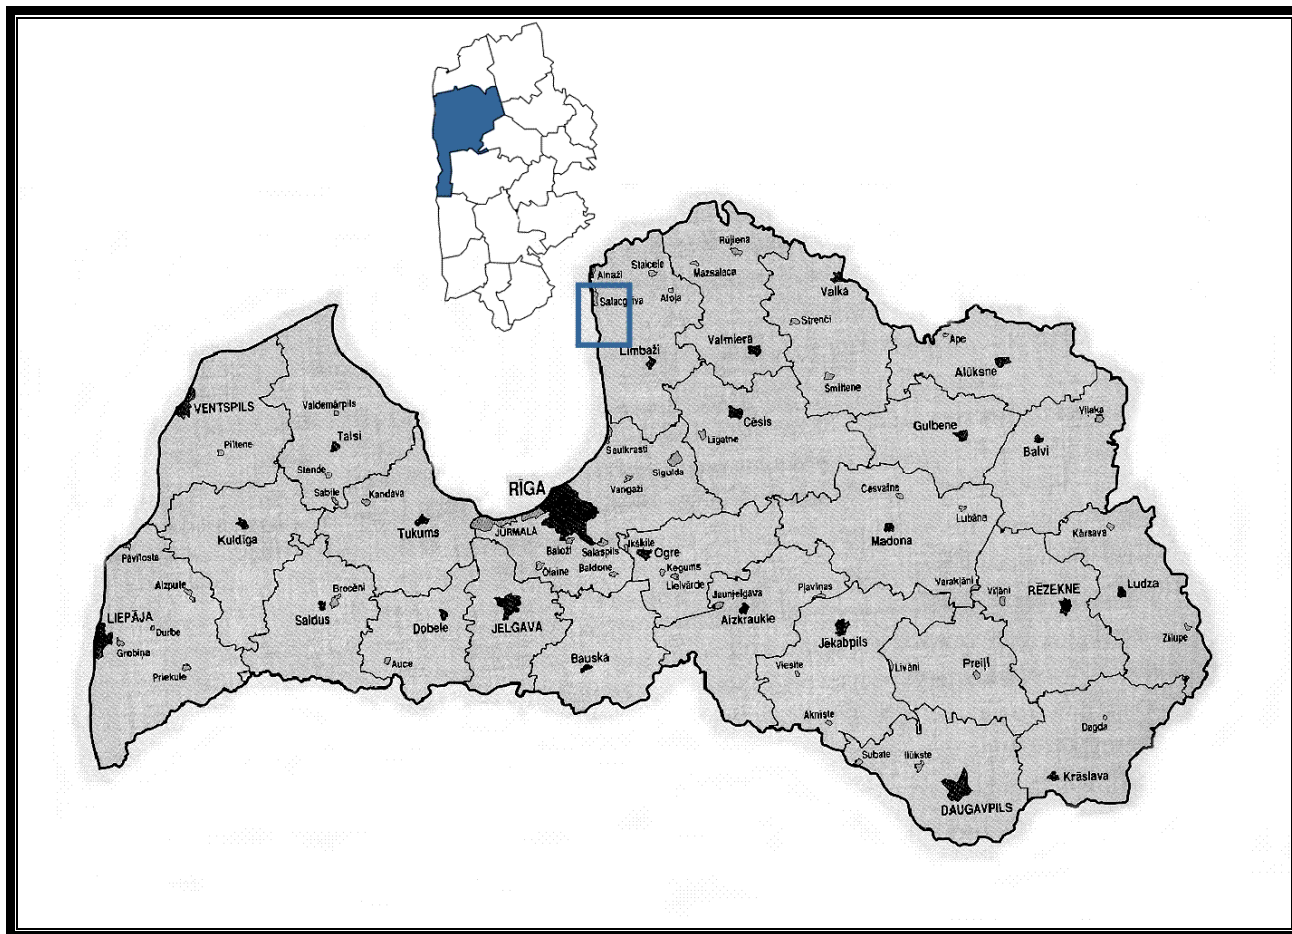 Rūjiena
Staicele
Ainaži
Mazsalaca
Valka
Aloja
Salacgrīva
Strenči
Ape
Valmiera
Limbaži
Alūksne
Smiltene
Valdemārpils
VENTSPILS
Viļaka
Cēsis
Gulbene
Talsi
Līgatne
Piltene
Saulkrasti
Balvi
Stende
Sigulda
Cesvaine
RĪGA
Vangaži
Sabile
Kandava
Lubāna
JŪRMALA
Tukums
Kārsava
Kuldīga
Madona
Ikšķile
Baloži
Salaspils
Ogre
Pāvilosta
Olaine
Baldone
Ķegums
Aizpute
Brocēni
Lielvārde
Varakļāni
Ludza
Pļaviņas
Viļāni
RĒZEKNE
Jaunjelgava
LIEPĀJA
Saldus
Aizkraukle
Dobele
JELGAVA
Durbe
Zilupe
Jēkabpils
Grobiņa
Bauska
Auce
Viesīte
Līvāni
Preiļi
Priekule
Aknīste
Dagda
Subate
Ilūkste
Krāslava
DAUGAVPILS